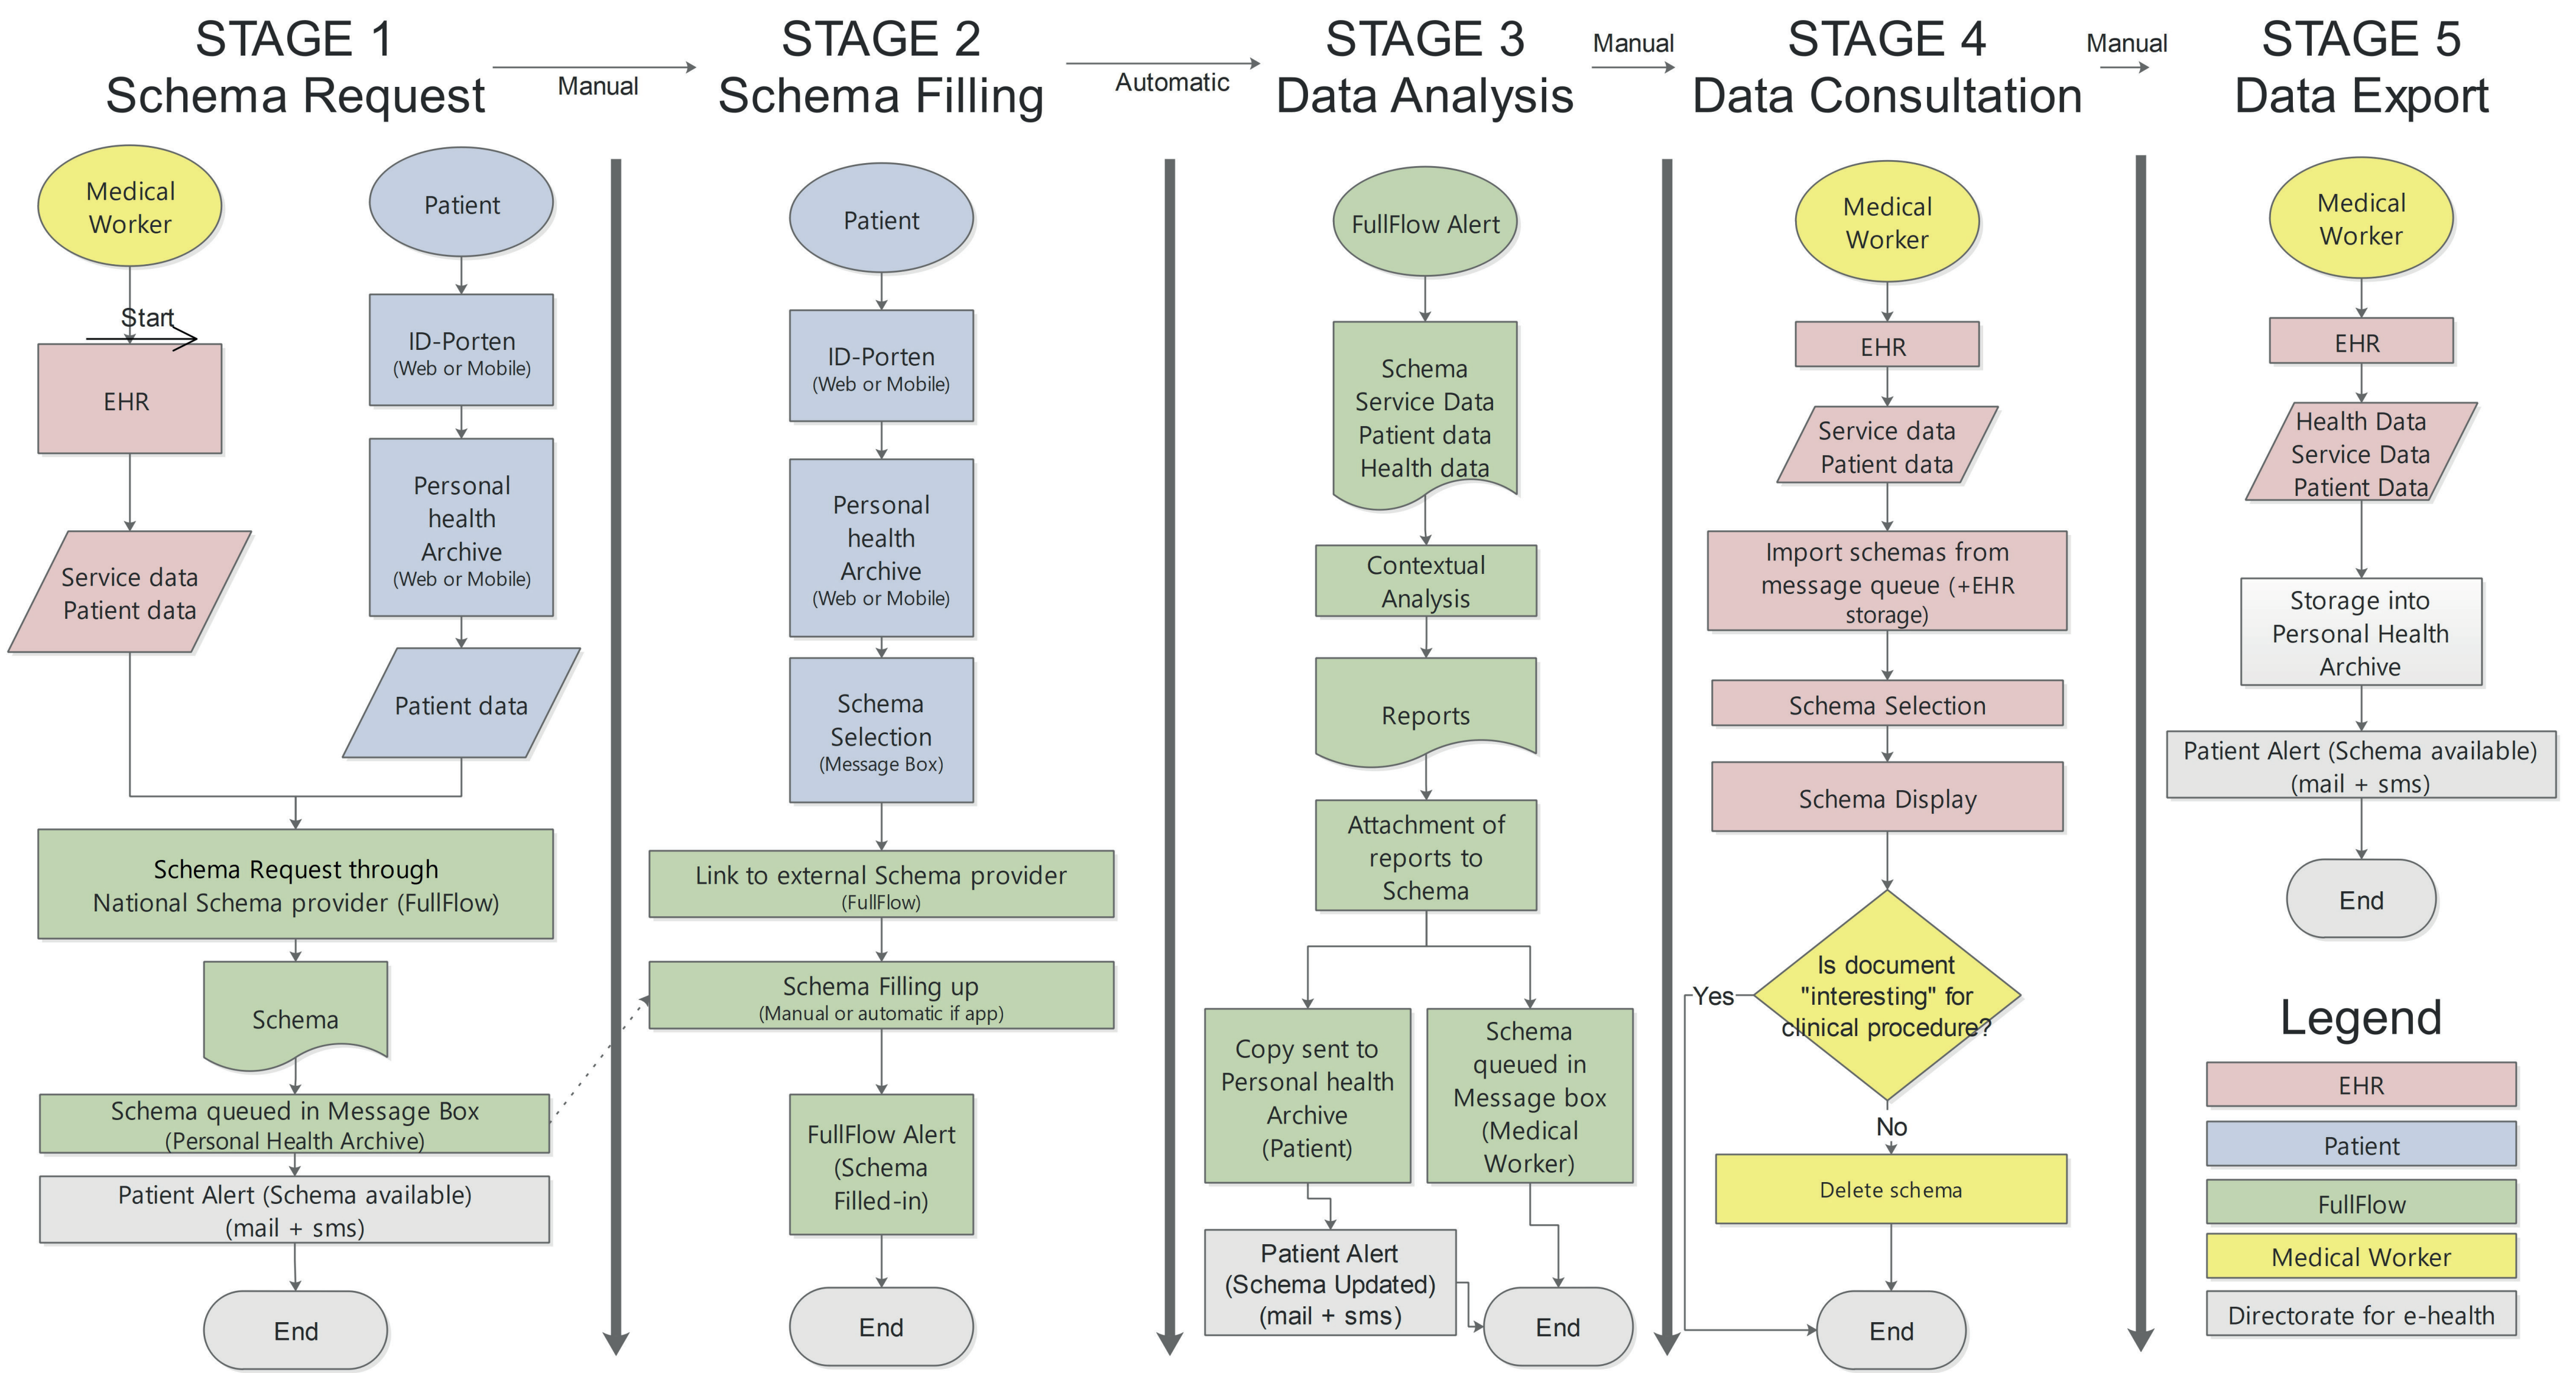 STAGE 1
Schema Request
Manual
STAGE 2
Schema Filling
Automatic
STAGE 3
Data Analysis
Manual
STAGE 4
Data Consultation
Manual
STAGE 5
Data Export
Medical
Worker
Start
EHR
Service data
Patient data
Patient
ID-Porten
(Web or Mobile)
Personal
health
Archive
(Web or Mobile)
Patient data
Schema Request through
National Schema provider (FullFlow)
Schema
Schema queued in Message Box
(Personal Health Archive)
Patient Alert (Schema available)
(mail + sms)
End
Patient
ID-Porten
(Web or Mobile)
Personal
health
Archive
(Web or Mobile)
Schema
Selection
(Message Box)
Link to external Schema provider
(FullFlow)
Schema Filling up
(Manual or automatic if app)
FullFlow Alert
(Schema
Filled-in)
End
FullFlow Alert
Schema
Service Data
Patient data
Health data
Contextual
Analysis
Reports
Attachment of
reports to
Schema
Copy sent to
Personal health
Archive
(Patient)
Schema
queued in
Message box
(Medical
Worker)
Patient Alert
(Schema Updated)
(mail + sms)
End
Medical
Worker
EHR
Service data
Patient data
Import schemas from
message queue (+EHR
storage)
Schema Selection
Schema Display
Is document
"interesting" for
clinical procedure?
Yes
No
Delete schema
End
Medical
Worker
EHR
Health Data
Service Data
Patient Data
Storage into
Personal Health
Archive
Patient Alert (Schema available)
(mail + sms)
End
Legend
EHR
Patient
FullFlow
Medical Worker
Directorate for e-health